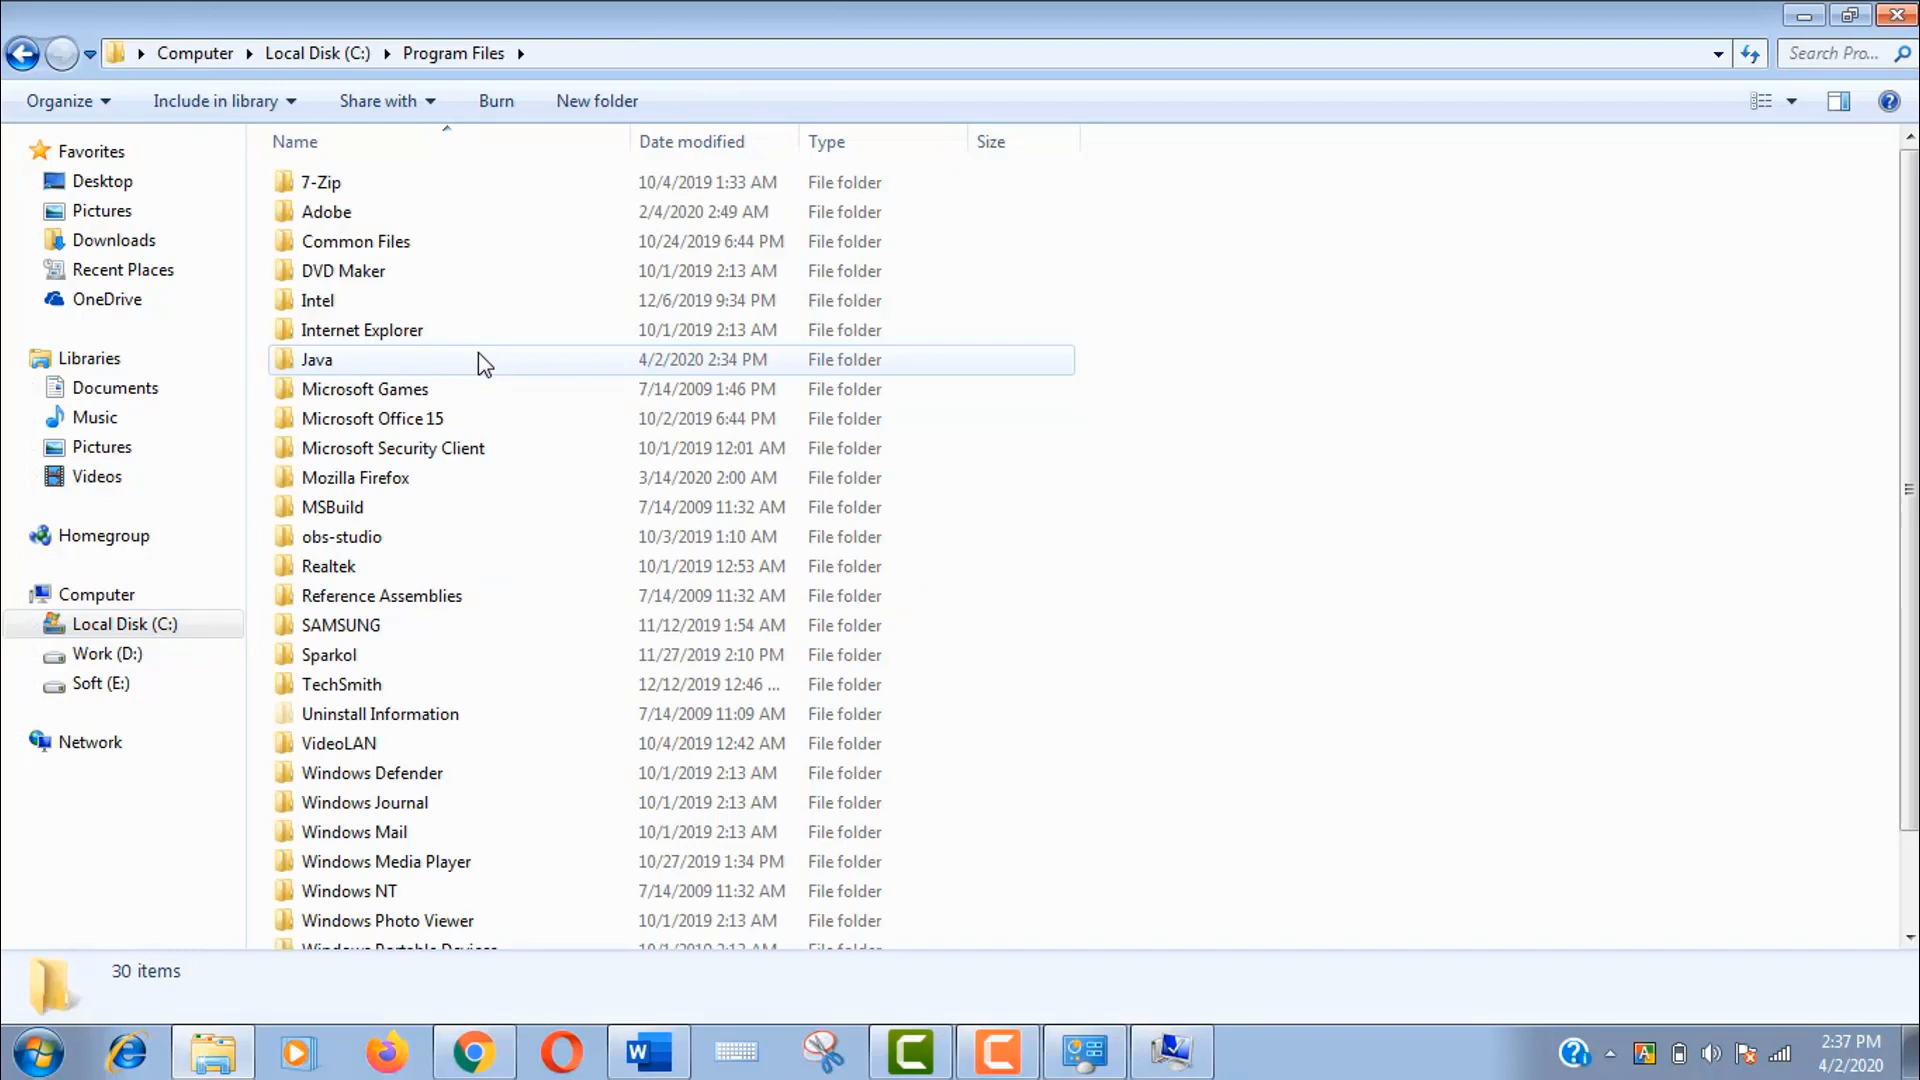 Computer Local Disk (C:) Program Files
Search Pro...
Organize Include in library Share with Burn New folder
Name Date modified Type Size
Favorites
Desktop
Pictures
Downloads
Recent Places
OneDrive
Libraries
Documents
Music
Pictures
Videos
Homegroup
Computer
Local Disk (C:)
Work (D:)
Soft (E:)
Network
7-Zip 10/4/2019 1:33 AM File folder
Adobe 2/4/2020 2:49 AM File folder
Common Files 10/24/2019 6:44 PM File folder
DVD Maker 10/1/2019 2:13 AM File folder
Intel 12/6/2019 9:34 PM File folder
Internet Explorer 10/1/2019 2:13 AM File folder
Java 4/2/2020 2:34 PM File folder
Microsoft Games 7/14/2009 1:46 PM File folder
Microsoft Office 15 10/2/2019 6:44 PM File folder
Microsoft Security Client 10/1/2019 12:01 AM File folder
Mozilla Firefox 3/14/2020 2:00 AM File folder
MSBuild 7/14/2009 11:32 AM File folder
obs-studio 10/3/2019 1:10 AM File folder
Realtek 10/1/2019 12:53 AM File folder
Reference Assemblies 7/14/2009 11:32 AM File folder
SAMSUNG 11/12/2019 1:54 AM File folder
Sparkol 11/27/2019 2:10 PM File folder
TechSmith 12/12/2019 12:46 ... File folder
Uninstall Information 7/14/2009 11:09 AM File folder
VideoLAN 10/4/2019 12:42 AM File folder
Windows Defender 10/1/2019 2:13 AM File folder
Windows Journal 10/1/2019 2:13 AM File folder
Windows Mail 10/1/2019 2:13 AM File folder
Windows Media Player 10/27/2019 1:34 PM File folder
Windows NT 7/14/2009 11:32 AM File folder
Windows Photo Viewer 10/1/2019 2:13 AM File folder
Windows Portable Devices 10/1/2019 2:13 AM File folder
30 items
2:37 PM
4/2/2020